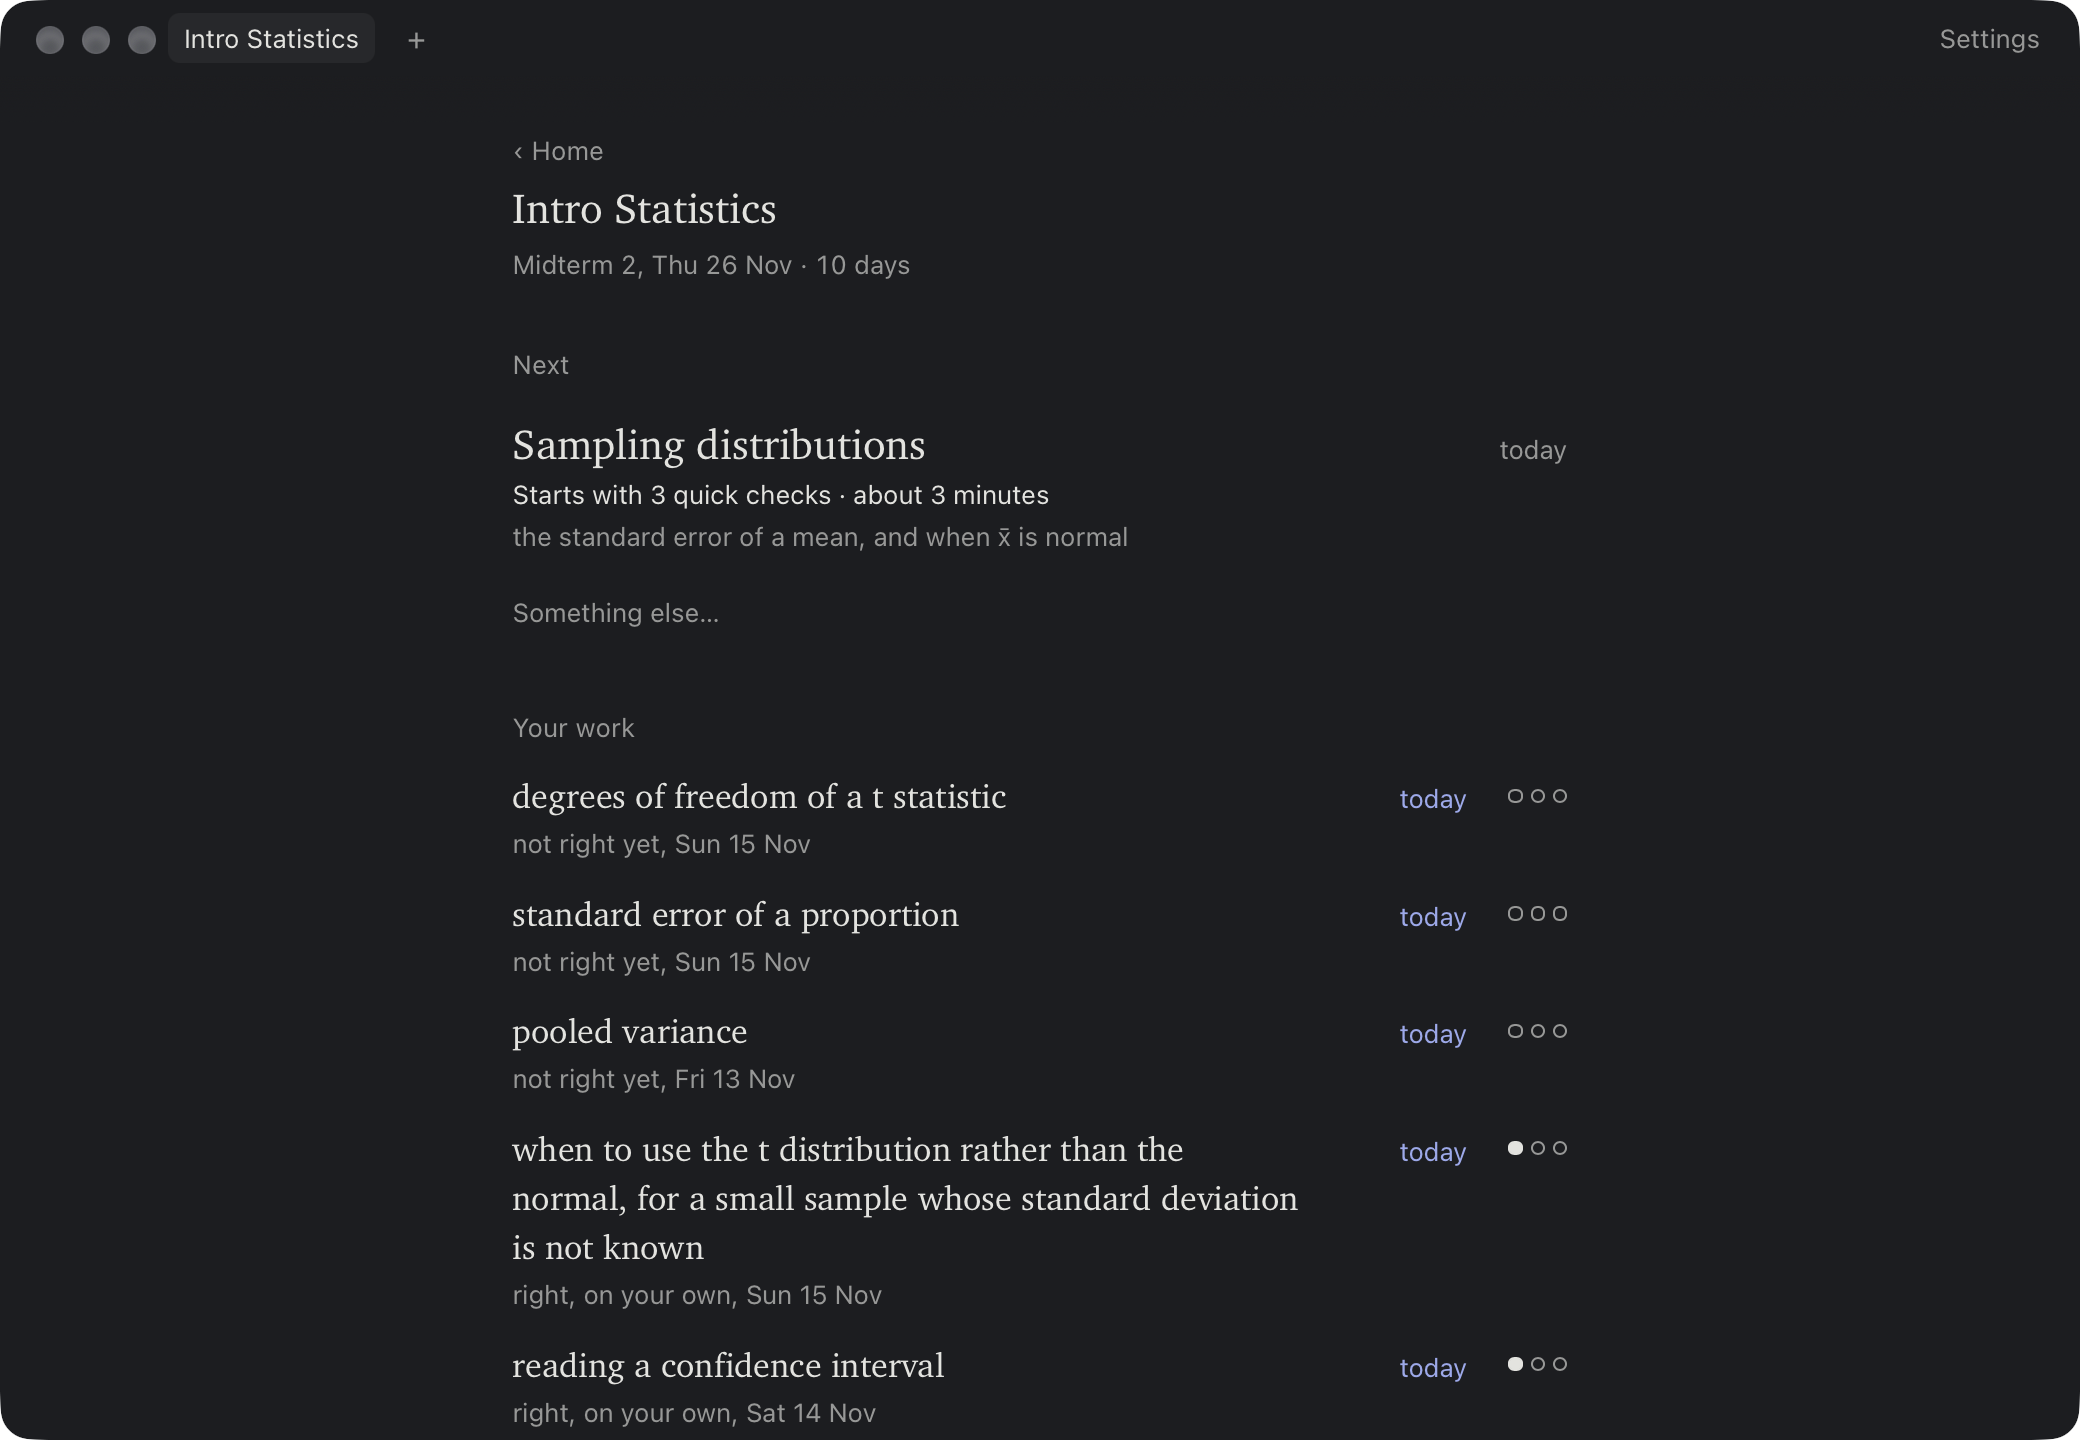 Intro Statistics
+
Settings
‹ Home
Intro Statistics
Midterm 2, Thu 26 Nov · 10 days
Next
Sampling distributions
today
Starts with 3 quick checks · about 3 minutes
the standard error of a mean, and when x̄ is normal
Something else...
Your work
degrees of freedom of a t statistic
today
not right yet, Sun 15 Nov
standard error of a proportion
today
not right yet, Sun 15 Nov
pooled variance
today
not right yet, Fri 13 Nov
when to use the t distribution rather than the
today
normal, for a small sample whose standard deviation
is not known
right, on your own, Sun 15 Nov
reading a confidence interval
today
right, on your own, Sat 14 Nov